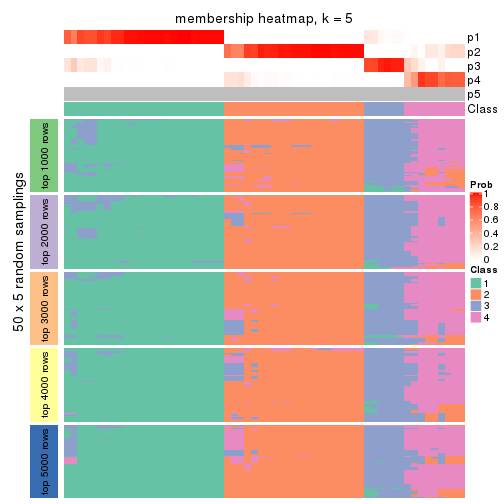 membership heatmap, k = 5
p1
p2
p3
p4
p5
Class
50 x 5 random samplings
top 1000 rows
top 2000 rows
top 3000 rows
top 4000 rows
top 5000 rows
Prob
1
0.8
0.6
0.4
0.2
0
Class
1
2
3
4